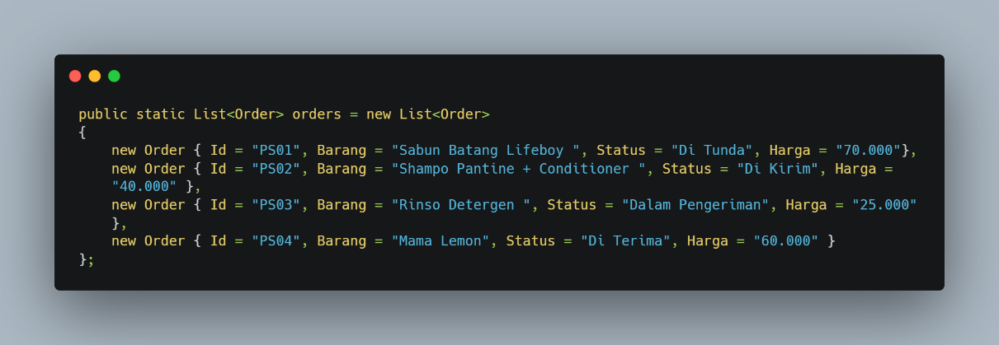 public static List<Order> orders = new List<Order>
{
    new Order { Id = "PS01", Barang = "Sabun Batang Lifeboy ", Status = "Di Tunda", Harga = "70.000"},
    new Order { Id = "PS02", Barang = "Shampo Pantine + Conditioner ", Status = "Di Kirim", Harga =
    "40.000" },
    new Order { Id = "PS03", Barang = "Rinso Detergen ", Status = "Dalam Pengeriman", Harga = "25.000"
    },
    new Order { Id = "PS04", Barang = "Mama Lemon", Status = "Di Terima", Harga = "60.000" }
};